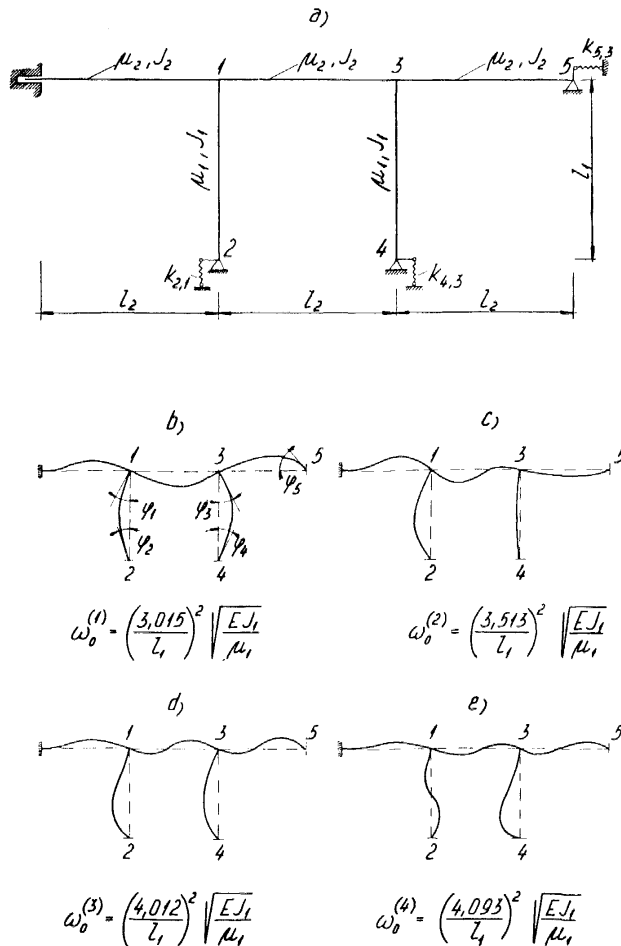 a)
μ₂, J₂ 1 μ₂, J₂ 3 μ₂, J₂ 5 k₅,₃
μ₁, J₁ μ₁, J₁ l₁
2 4
k₂,₁ k₄,₃
l₂ l₂ l₂
b) c)
1 3 5 1 3
5
φ₅
φ₁ φ₃
φ₂ φ₄
2 4 2 4
ω₀⁽¹⁾ = (3,015/l₁)² √(EJ₁/μ₁) ω₀⁽²⁾ = (3,513/l₁)² √(EJ₁/μ₁)
d) e)
1 3 5 1 3 5
2 4 2 4
ω₀⁽³⁾ = (4,012/l₁)² √(EJ₁/μ₁) ω₀⁽⁴⁾ = (4,093/l₁)² √(EJ₁/μ₁)